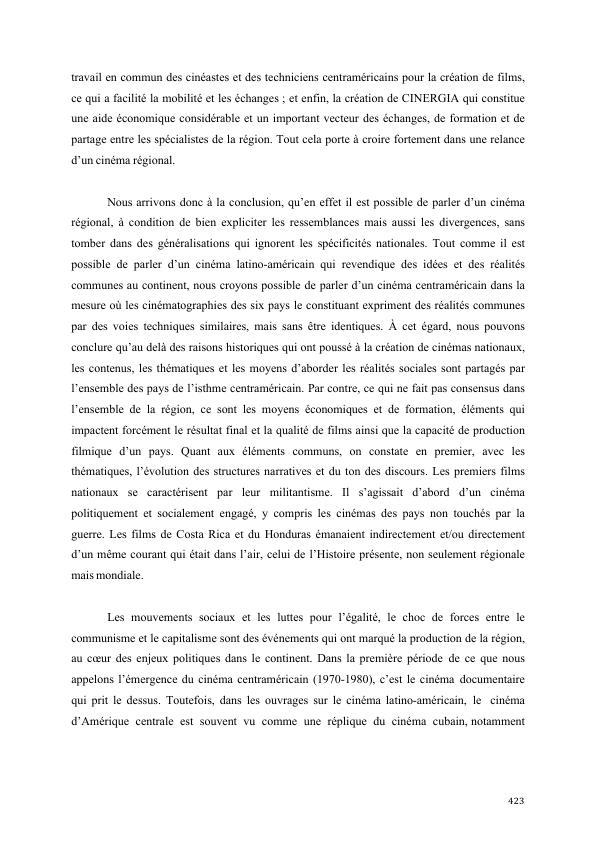 travail en commun des cinéastes et des techniciens centraméricains pour la création de films,
ce qui a facilité la mobilité et les échanges ; et enfin, la création de CINERGIA qui constitue
une aide économique considérable et un important vecteur des échanges, de formation et de
partage entre les spécialistes de la région. Tout cela porte à croire fortement dans une relance
d’un cinéma régional.
Nous arrivons donc à la conclusion, qu’en effet il est possible de parler d’un cinéma
régional, à condition de bien expliciter les ressemblances mais aussi les divergences, sans
tomber dans des généralisations qui ignorent les spécificités nationales. Tout comme il est
possible de parler d’un cinéma latino-américain qui revendique des idées et des réalités
communes au continent, nous croyons possible de parler d’un cinéma centraméricain dans la
mesure où les cinématographies des six pays le constituant expriment des réalités communes
par des voies techniques similaires, mais sans être identiques. À cet égard, nous pouvons
conclure qu’au delà des raisons historiques qui ont poussé à la création de cinémas nationaux,
les contenus, les thématiques et les moyens d’aborder les réalités sociales sont partagés par
l’ensemble des pays de l’isthme centraméricain. Par contre, ce qui ne fait pas consensus dans
l’ensemble de la région, ce sont les moyens économiques et de formation, éléments qui
impactent forcément le résultat final et la qualité de films ainsi que la capacité de production
filmique d’un pays. Quant aux éléments communs, on constate en premier, avec les
thématiques, l’évolution des structures narratives et du ton des discours. Les premiers films
nationaux se caractérisent par leur militantisme. Il s’agissait d’abord d’un cinéma
politiquement et socialement engagé, y compris les cinémas des pays non touchés par la
guerre. Les films de Costa Rica et du Honduras émanaient indirectement et/ou directement
d’un même courant qui était dans l’air, celui de l’Histoire présente, non seulement régionale
mais mondiale.
Les mouvements sociaux et les luttes pour l’égalité, le choc de forces entre le
communisme et le capitalisme sont des événements qui ont marqué la production de la région,
au cœur des enjeux politiques dans le continent. Dans la première période de ce que nous
appelons l’émergence du cinéma centraméricain (1970-1980), c’est le cinéma documentaire
qui prit le dessus. Toutefois, dans les ouvrages sur le cinéma latino-américain, le cinéma
d’Amérique centrale est souvent vu comme une réplique du cinéma cubain, notamment
423